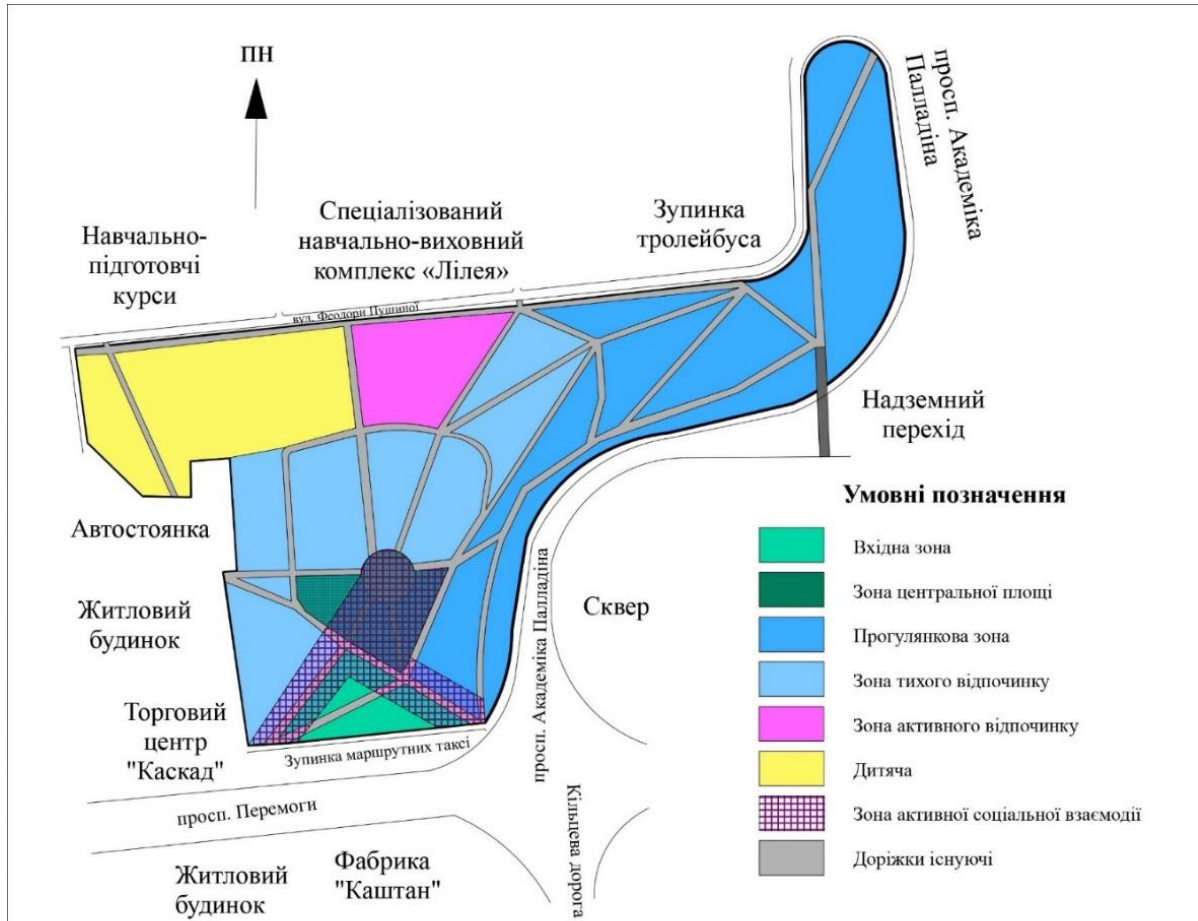 ПН
просп. Академіка
Палладіна
Спеціалізований
навчально-виховний
комплекс «Лілея»
Зупинка
тролейбуса
Навчально-
підготовчі
курси
вул. Феодори Пушиної
Надземний
перехід
Автостоянка
Житловий
будинок
Сквер
просп. Академіка Палладіна
Торговий
центр
"Каскад"
Зупинка маршрутних таксі
просп. Перемоги
Кільцева дорога
Житловий
будинок
Фабрика
"Каштан"
Умовні позначення
Вхідна зона
Зона центральної площі
Прогулянкова зона
Зона тихого відпочинку
Зона активного відпочинку
Дитяча
Зона активної соціальної взаємодії
Доріжки існуючі